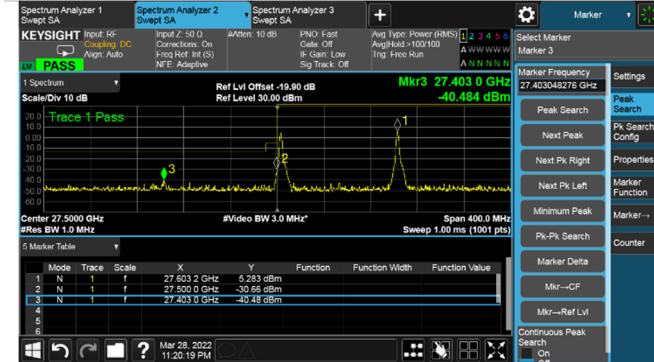 Spectrum Analyzer 1
Swept SA
Spectrum Analyzer 2
Swept SA
Spectrum Analyzer 3
Swept SA
+
Marker
KEYSIGHT
Input: RF
Coupling: DC
Align: Auto
Input Z: 50 Ω
Corrections: On
Freq Ref: Int (S)
NFE: Adaptive
#Atten: 10 dB
PNO: Fast
Gate: Off
IF Gain: Low
Sig Track: Off
Avg Type: Power (RMS)
Avg|Hold >100/100
Trig: Free Run
1 2 3 4 5 6
A W W W W W
A N N N N N
PASS
Select Marker
Marker 3
1 Spectrum
Scale/Div 10 dB
Ref Lvl Offset -19.90 dB
Ref Level 30.00 dBm
Mkr3 27.403 0 GHz
-40.484 dBm
Trace 1 Pass
20.0
10.0
0.00
-10.0
-20.0
-30.0
-40.0
-50.0
-60.0
1
2
3
Center 27.5000 GHz
#Res BW 1.0 MHz
#Video BW 3.0 MHz*
Span 400.0 MHz
Sweep 1.00 ms (1001 pts)
5 Marker Table
Mode Trace Scale X Y Function Function Width Function Value
1 N 1 f 27.603 2 GHz 5.283 dBm
2 N 1 f 27.500 0 GHz -30.66 dBm
3 N 1 f 27.403 0 GHz -40.48 dBm
4
5
6
Mar 28, 2022
11:20:19 PM
?
Marker Frequency
27.403048276 GHz
Peak Search
Next Peak
Next Pk Right
Next Pk Left
Minimum Peak
Pk-Pk Search
Marker Delta
Mkr→CF
Mkr→Ref Lvl
Continuous Peak
Search
On
Off
Settings
Peak
Search
Pk Search
Config
Properties
Marker
Function
Marker→
Counter